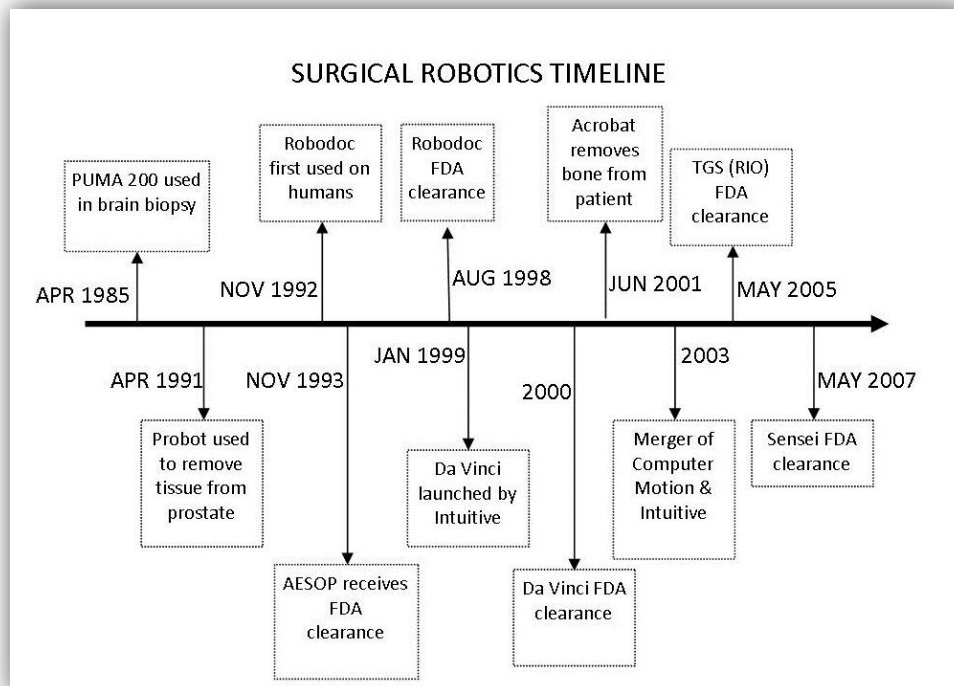 SURGICAL ROBOTICS TIMELINE
PUMA 200 used
in brain biopsy
APR 1985
Robodoc
first used on
humans
NOV 1992
Robodoc
FDA
clearance
AUG 1998
Acrobat
removes
bone from
patient
JUN 2001
TGS (RIO)
FDA
clearance
MAY 2005
APR 1991
Probot used
to remove
tissue from
prostate
NOV 1993
AESOP receives
FDA
clearance
JAN 1999
Da Vinci
launched by
Intuitive
2000
Da Vinci FDA
clearance
2003
Merger of
Computer
Motion &
Intuitive
MAY 2007
Sensei FDA
clearance